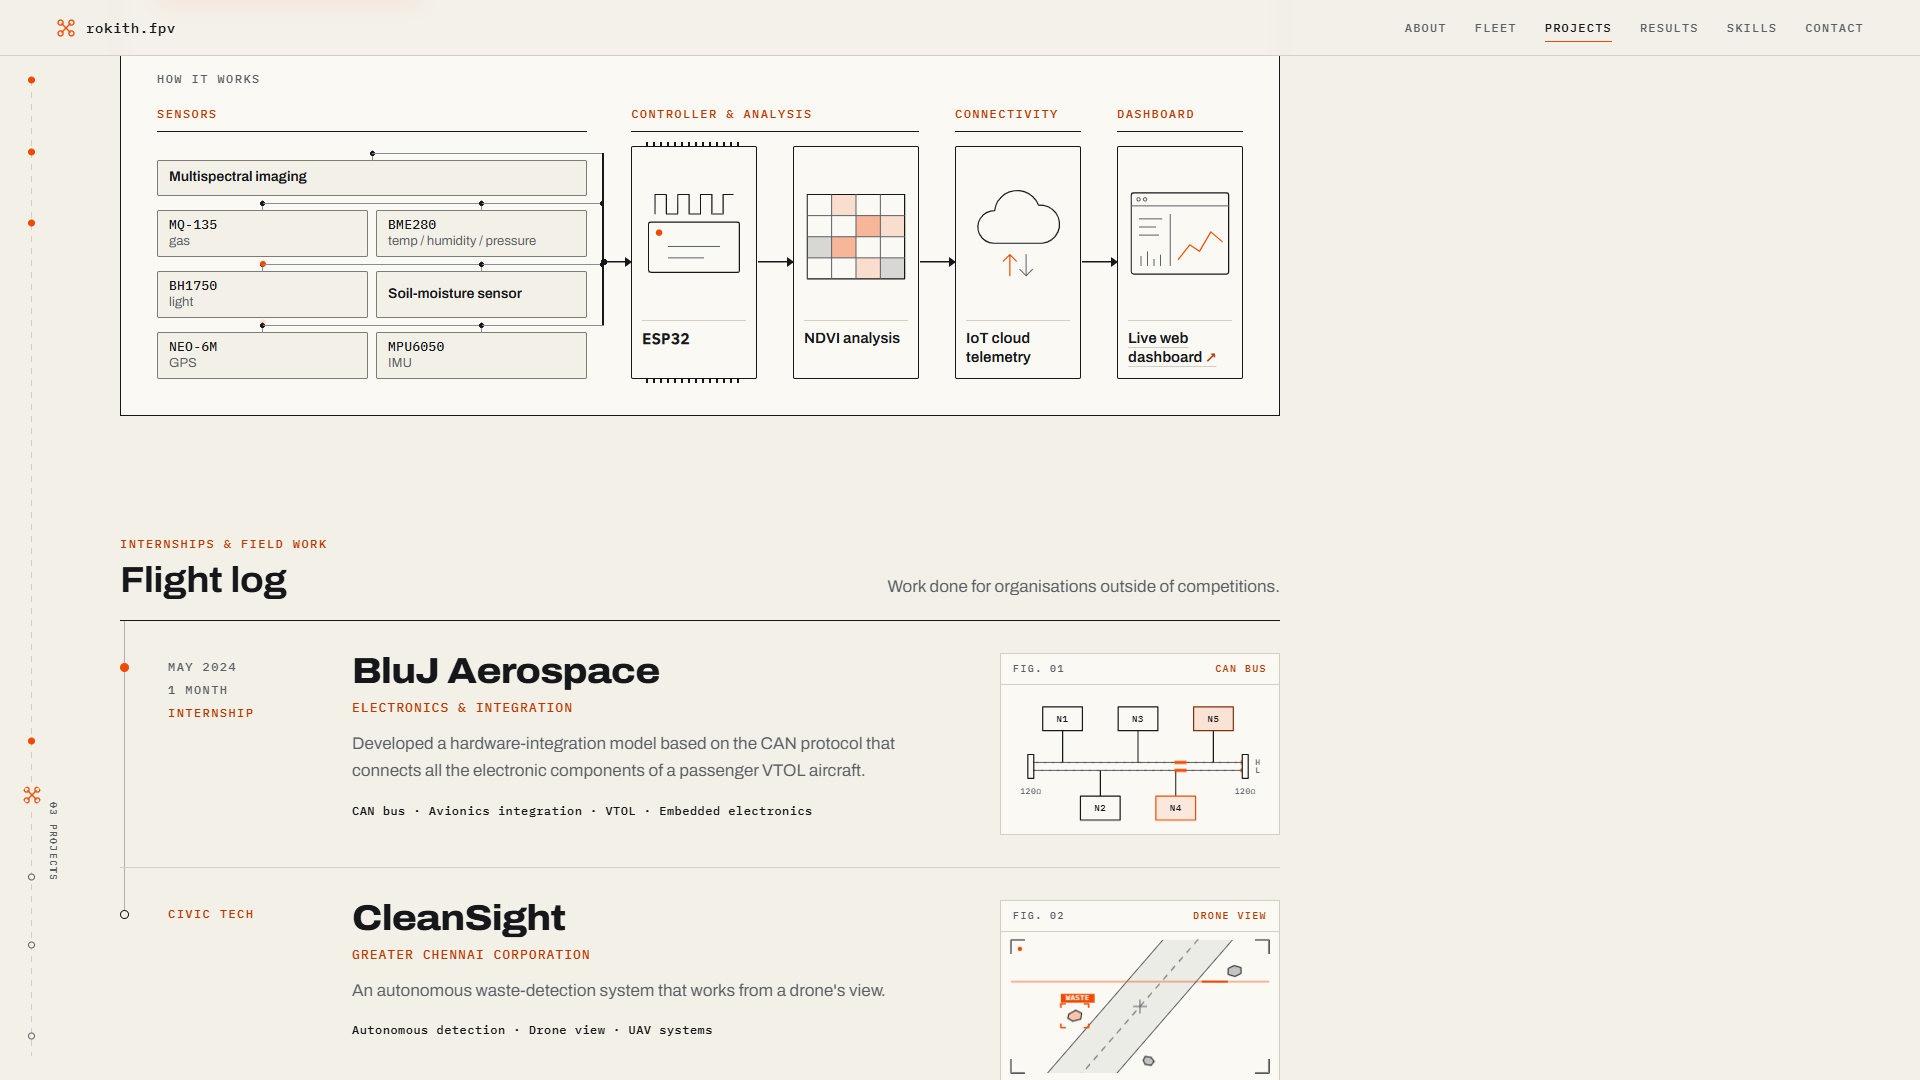 rokith.fpv
ABOUT FLEET PROJECTS RESULTS SKILLS CONTACT
HOW IT WORKS
SENSORS
Multispectral imaging
MQ-135
gas
BME280
temp / humidity / pressure
BH1750
light
Soil-moisture sensor
NEO-6M
GPS
MPU6050
IMU
CONTROLLER & ANALYSIS
ESP32
NDVI analysis
CONNECTIVITY
IoT cloud
telemetry
DASHBOARD
Live web
dashboard ↗
03 PROJECTS
INTERNSHIPS & FIELD WORK
Flight log
Work done for organisations outside of competitions.
MAY 2024
1 MONTH
INTERNSHIP
BluJ Aerospace
ELECTRONICS & INTEGRATION
Developed a hardware-integration model based on the CAN protocol that
connects all the electronic components of a passenger VTOL aircraft.
CAN bus · Avionics integration · VTOL · Embedded electronics
FIG. 01 CAN BUS
N1 N3 N5
H
L
120Ω 120Ω
N2 N4
CIVIC TECH
CleanSight
GREATER CHENNAI CORPORATION
An autonomous waste-detection system that works from a drone's view.
Autonomous detection · Drone view · UAV systems
FIG. 02 DRONE VIEW
WASTE